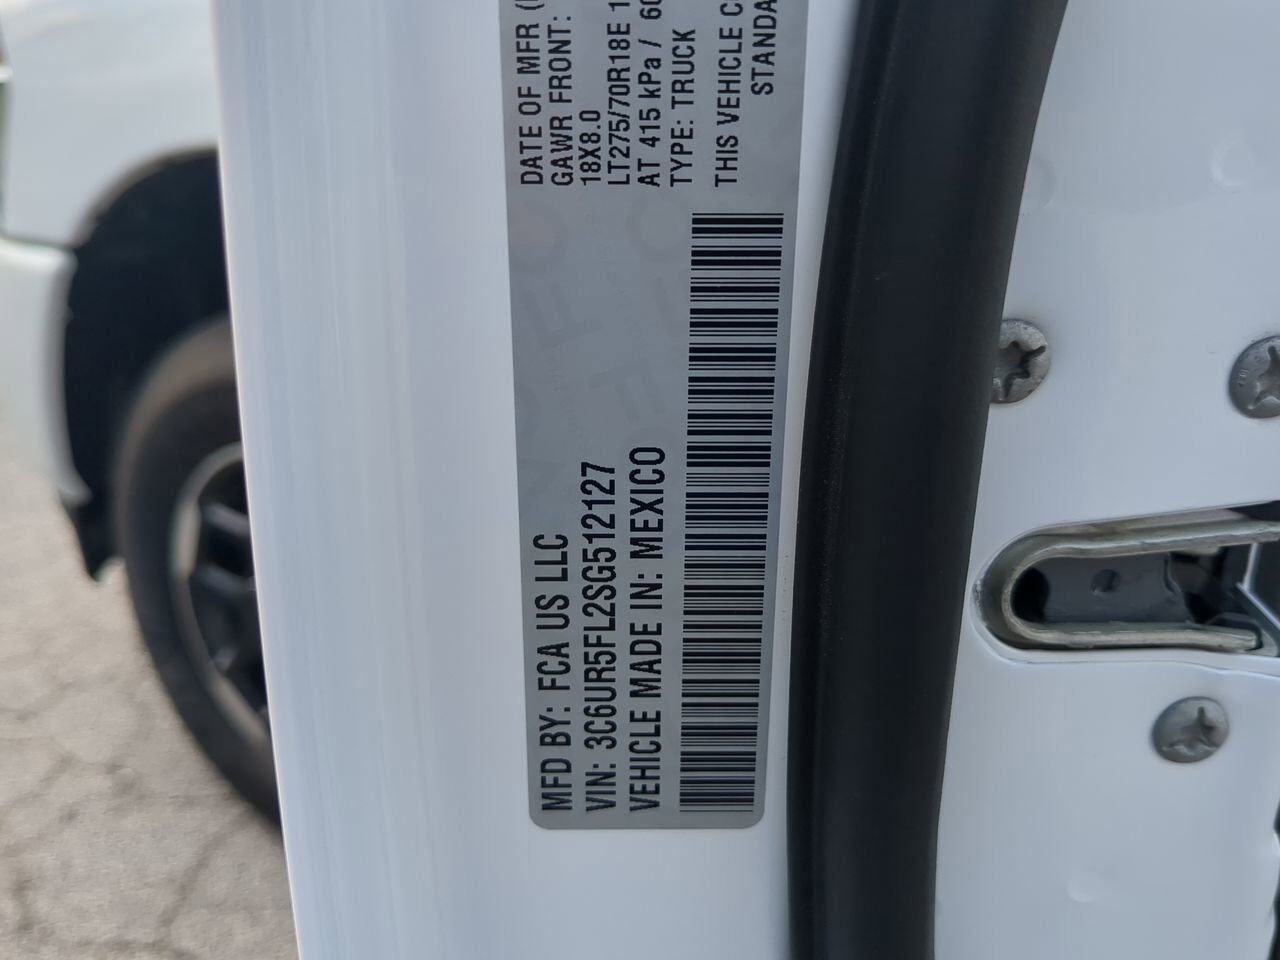 MFD BY: FCA US LLC
VIN: 3C6UR5FL2SG512127
VEHICLE MADE IN: MEXICO
DATE OF MFR
GAWR FRONT:
18X8.0
LT275/70R18E
AT 415 kPa /
TYPE: TRUCK
THIS VEHICLE